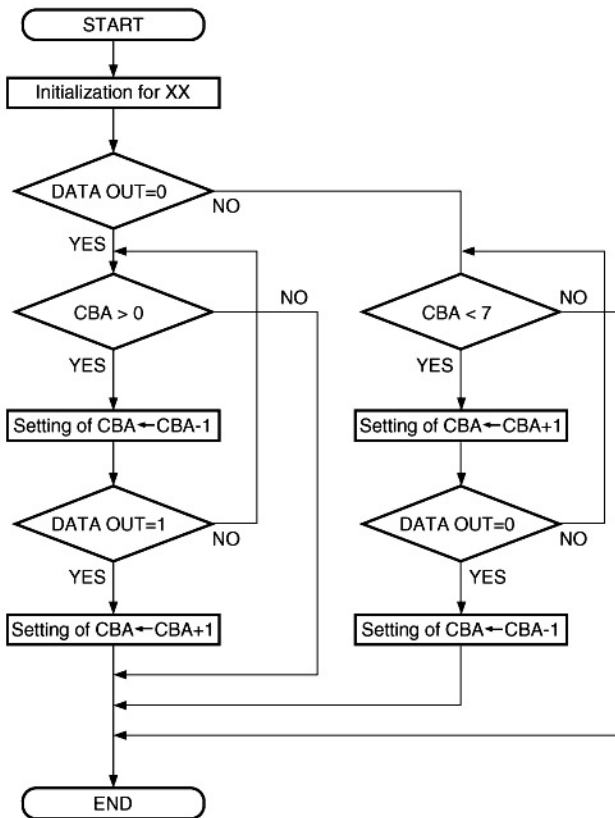 START
Initialization for XX
DATA OUT=0
NO
YES
CBA > 0
NO
YES
Setting of CBA←CBA-1
DATA OUT=1
NO
YES
Setting of CBA←CBA+1
CBA < 7
NO
YES
Setting of CBA←CBA+1
DATA OUT=0
NO
YES
Setting of CBA←CBA-1
END